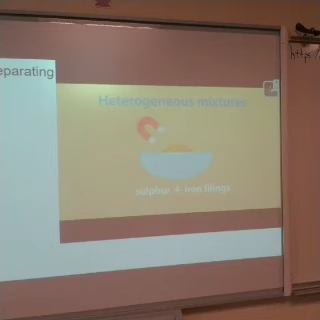 eparating
Heterogeneous mixtures
sulphur + iron filings